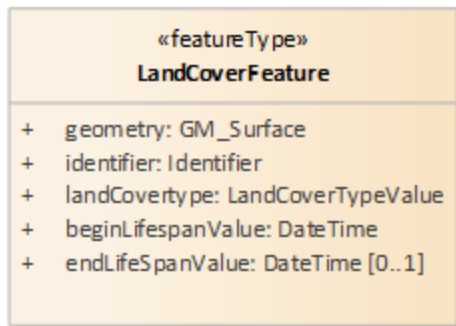 «featureType»
LandCoverFeature
+ geometry: GM_Surface
+ identifier: Identifier
+ landCovertype: LandCoverTypeValue
+ beginLifespanValue: DateTime
+ endLifeSpanValue: DateTime [0..1]